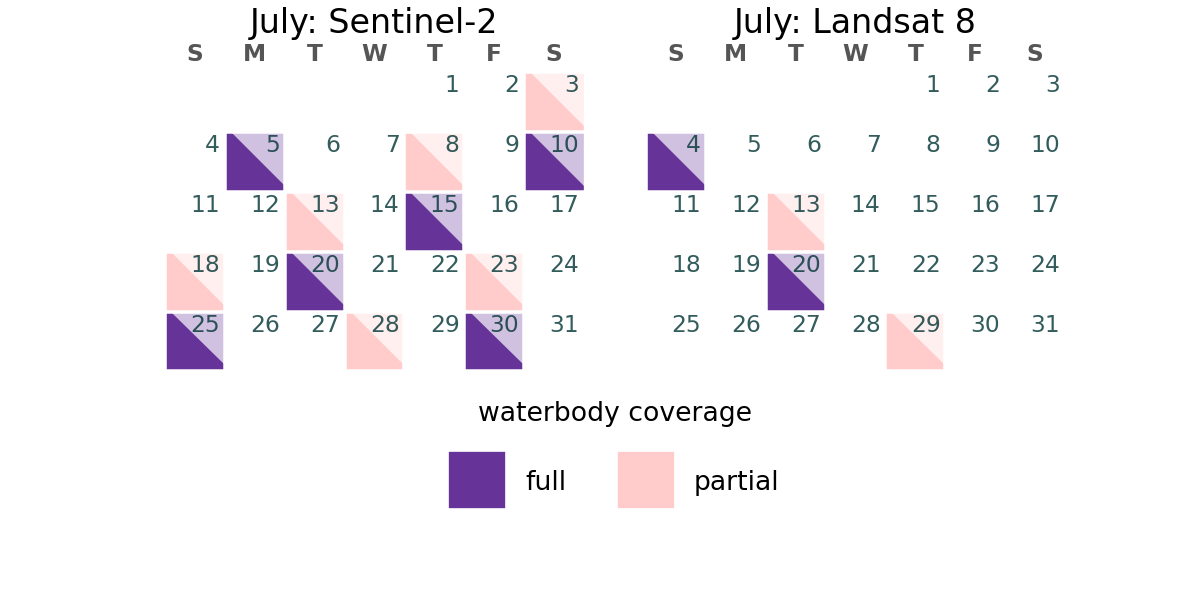 July: Sentinel-2
S M T W T F S
1 2 3
4 5 6 7 8 9 10
11 12 13 14 15 16 17
18 19 20 21 22 23 24
25 26 27 28 29 30 31
July: Landsat 8
S M T W T F S
1 2 3
4 5 6 7 8 9 10
11 12 13 14 15 16 17
18 19 20 21 22 23 24
25 26 27 28 29 30 31
waterbody coverage
full partial